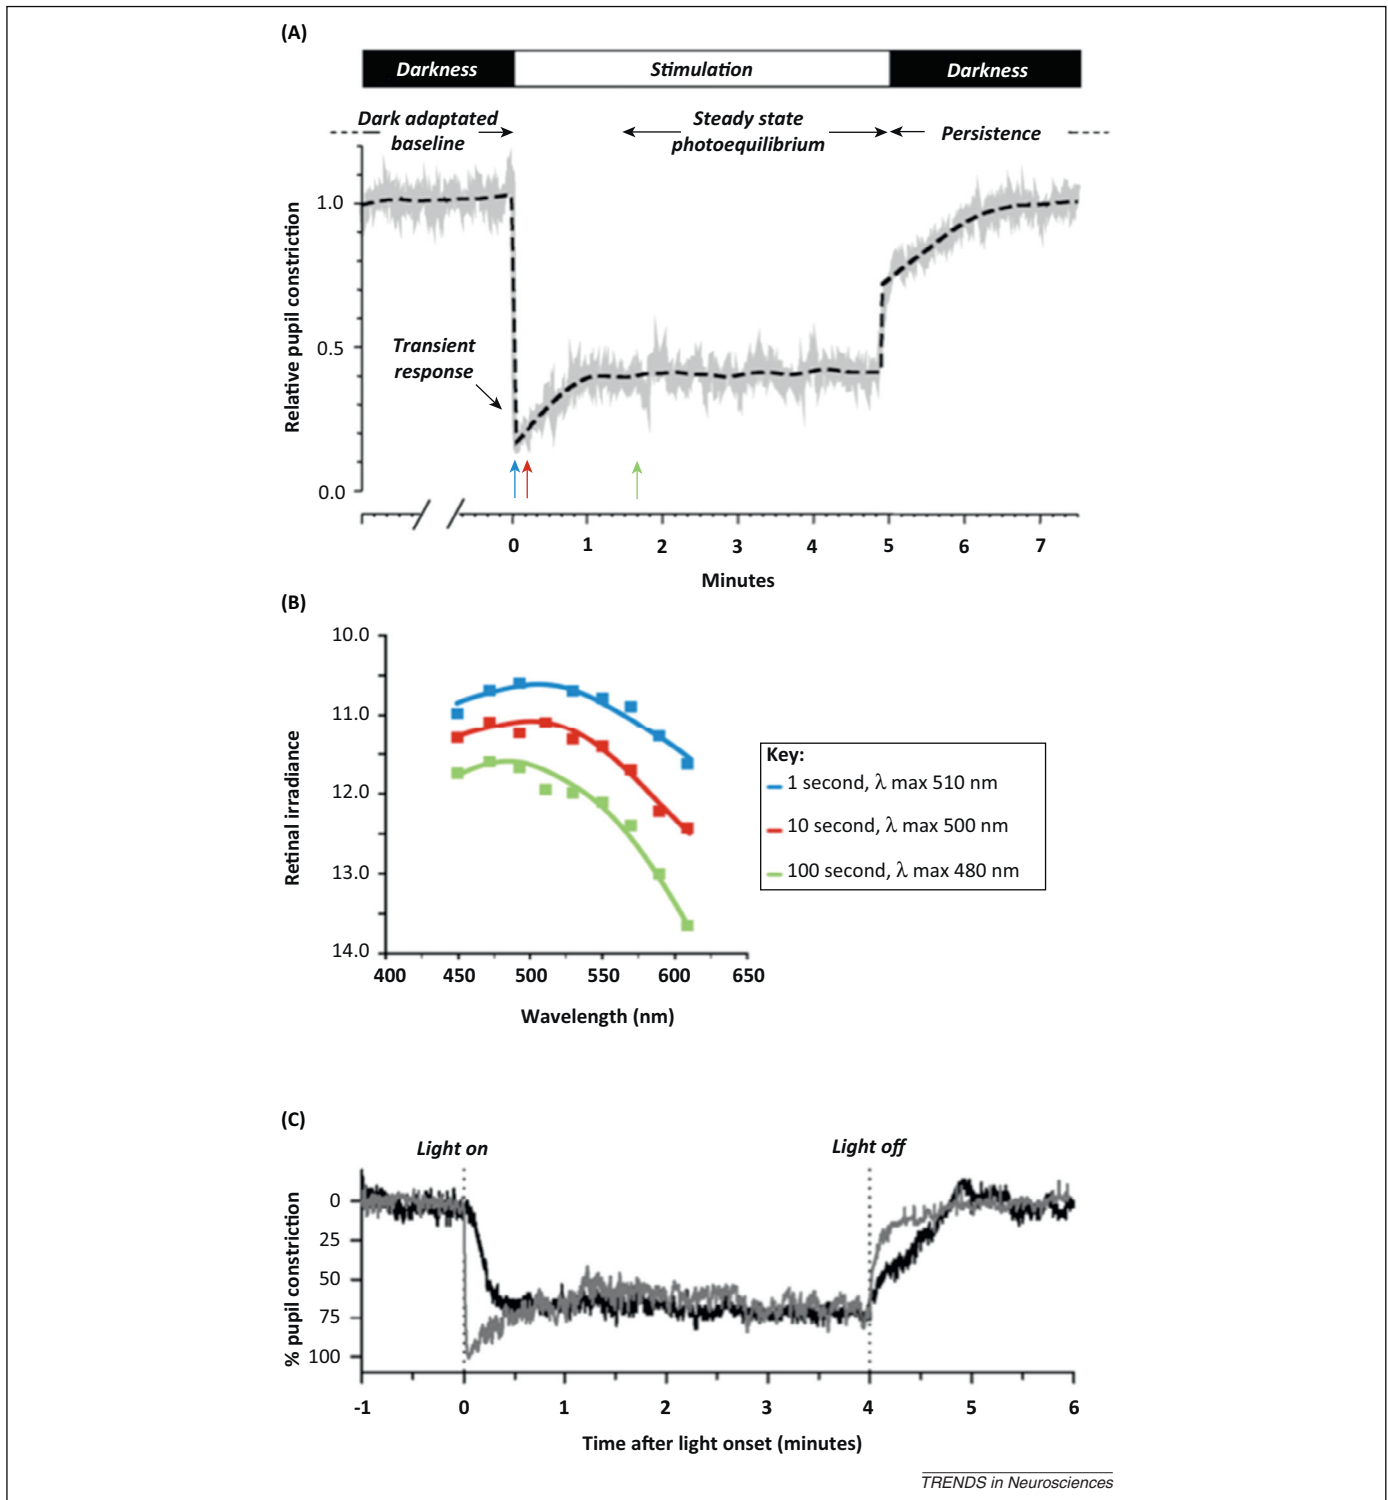 (A)
Darkness Stimulation Darkness
Dark adaptated
baseline
Steady state
photoequilibrium
Persistence
Relative pupil constriction
1.0
0.5
0.0
Transient
response
0 1 2 3 4 5 6 7
Minutes
(B)
Retinal irradiance
10.0
11.0
12.0
13.0
14.0
400 450 500 550 600 650
Wavelength (nm)
Key:
1 second, λ max 510 nm
10 second, λ max 500 nm
100 second, λ max 480 nm
(C)
Light on
Light off
% pupil constriction
0
25
50
75
100
-1 0 1 2 3 4 5 6
Time after light onset (minutes)
TRENDS in Neurosciences